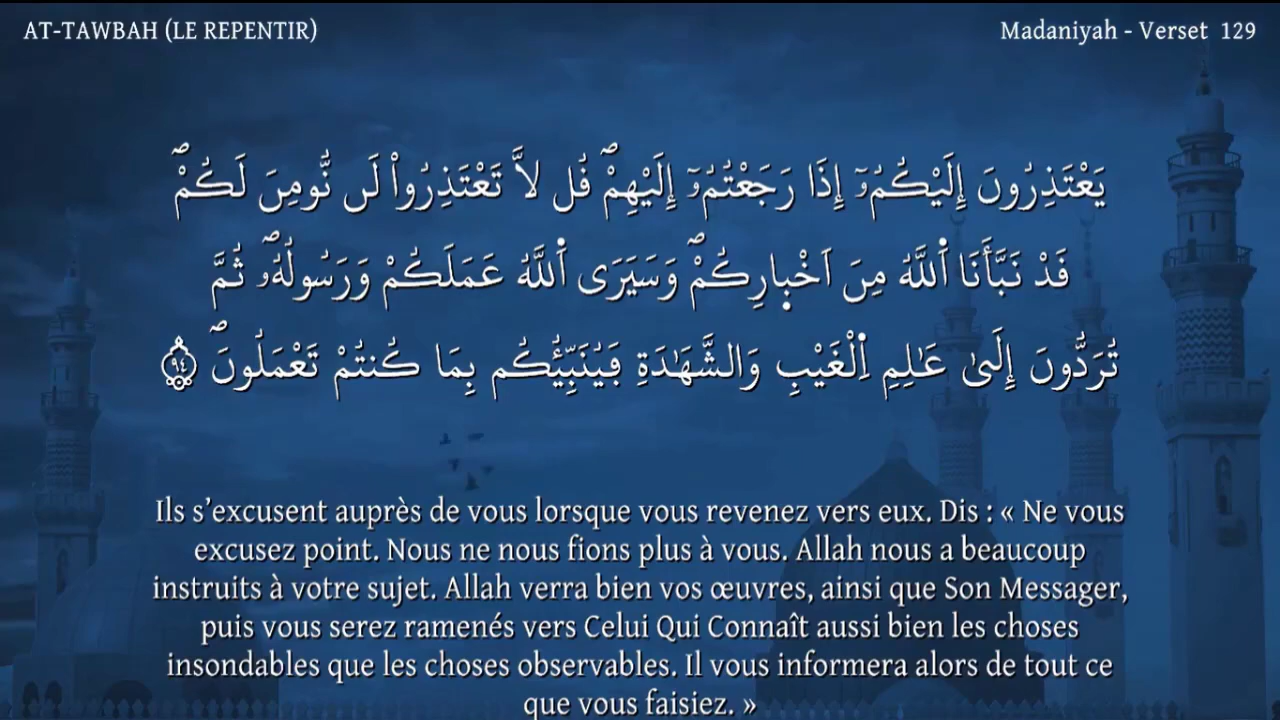 AT-TAWBAH (LE REPENTIR)
Madaniyah - Verset 129
يَعْتَذِرُونَ إِلَيْكُمُۥٓ إِذَا رَجَعْتُمُۥٓ إِلَيْهِمْۖ قُل لَّا تَعْتَذِرُواْ لَن نُّومِنَ لَكُمْۖ
قَدْ نَبَّأَنَا اَ۬للَّهُ مِنَ اَخْب۪ارِكُمْۖ وَسَيَرَى اَ۬للَّهُ عَمَلَكُمْ وَرَسُولُهُۥۖ ثُمَّ
تُرَدُّونَ إِلَىٰ عَٰلِمِ اِ۬لْغَيْبِ وَالشَّهَٰدَةِ فَيُنَبِّئُكُم بِمَا كُنتُمْ تَعْمَلُونَۖ ٩٤
Ils s’excusent auprès de vous lorsque vous revenez vers eux. Dis : « Ne vous
excusez point. Nous ne nous fions plus à vous. Allah nous a beaucoup
instruits à votre sujet. Allah verra bien vos œuvres, ainsi que Son Messager,
puis vous serez ramenés vers Celui Qui Connaît aussi bien les choses
insondables que les choses observables. Il vous informera alors de tout ce
que vous faisiez. »